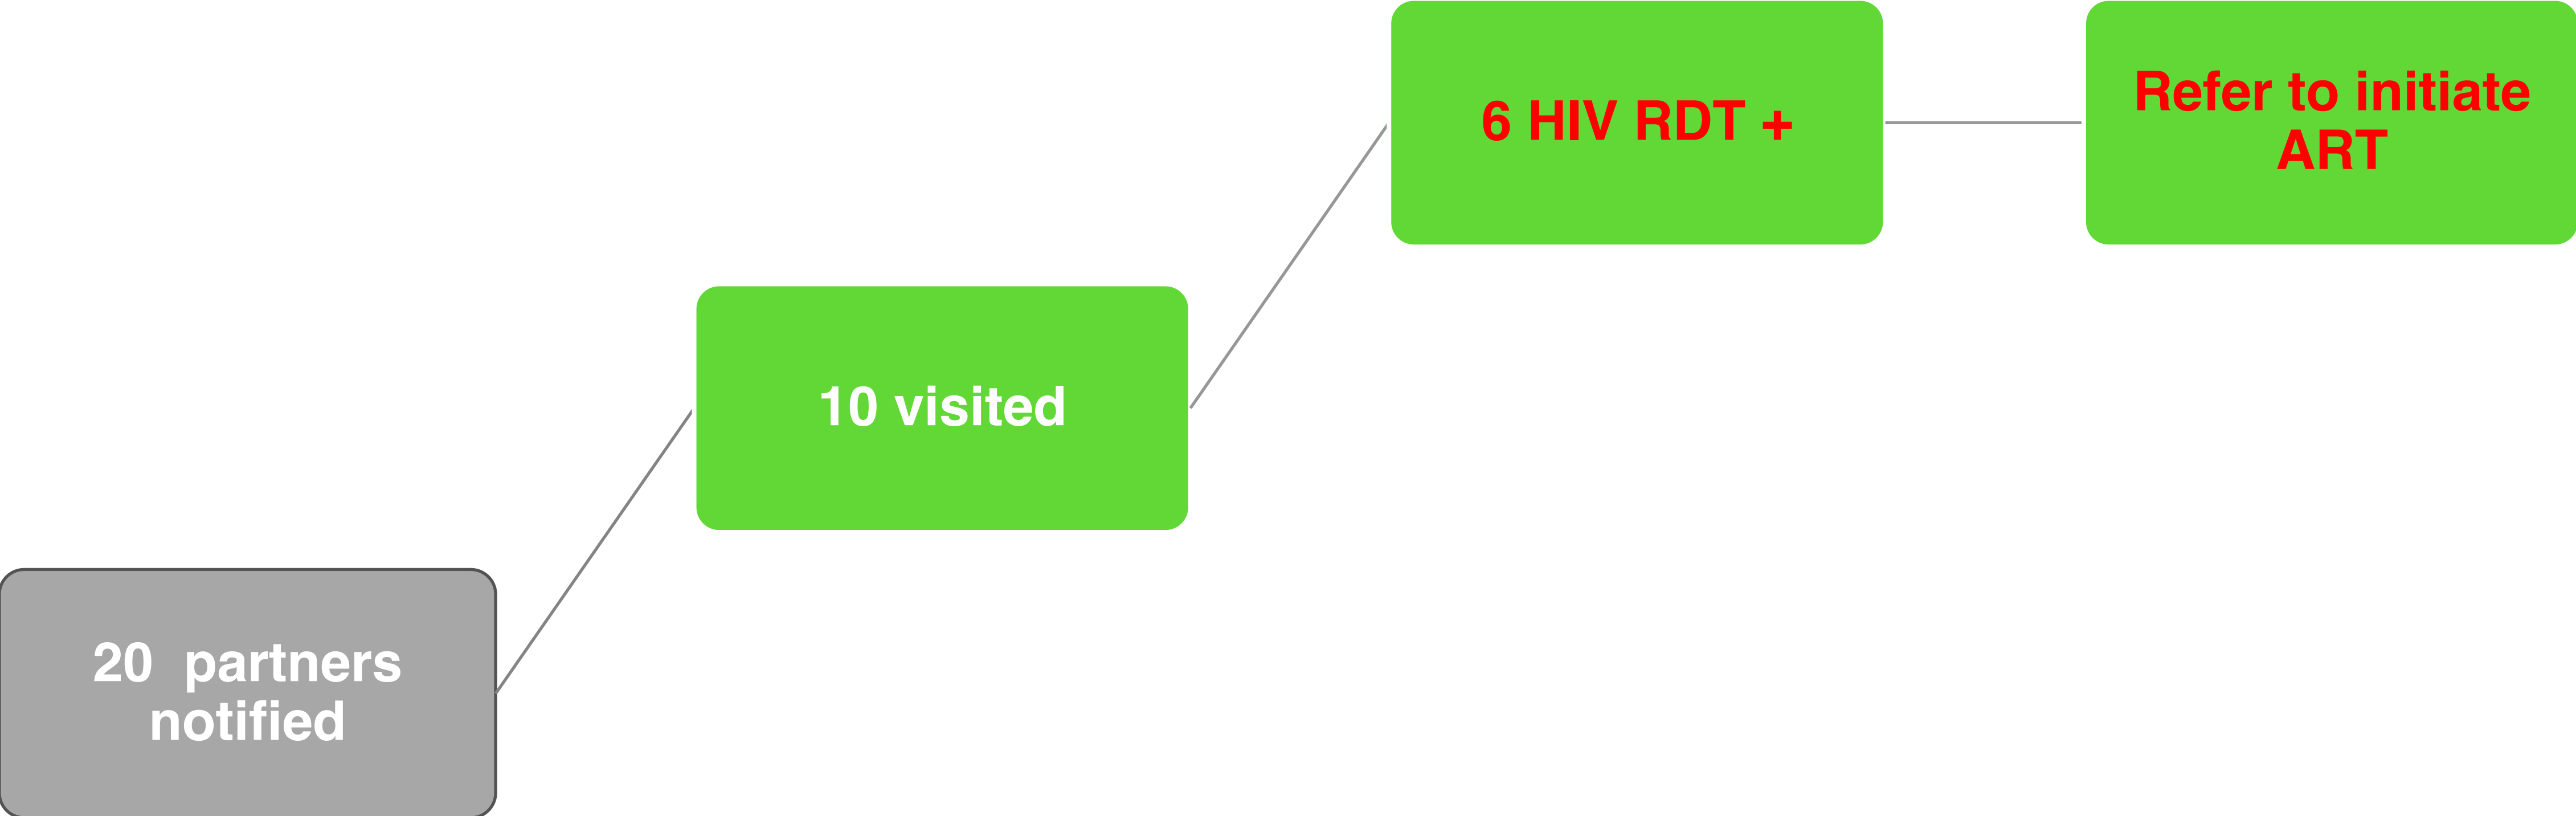 20  partners
notified
10 visited
6 HIV RDT +
Refer to initiate
ART